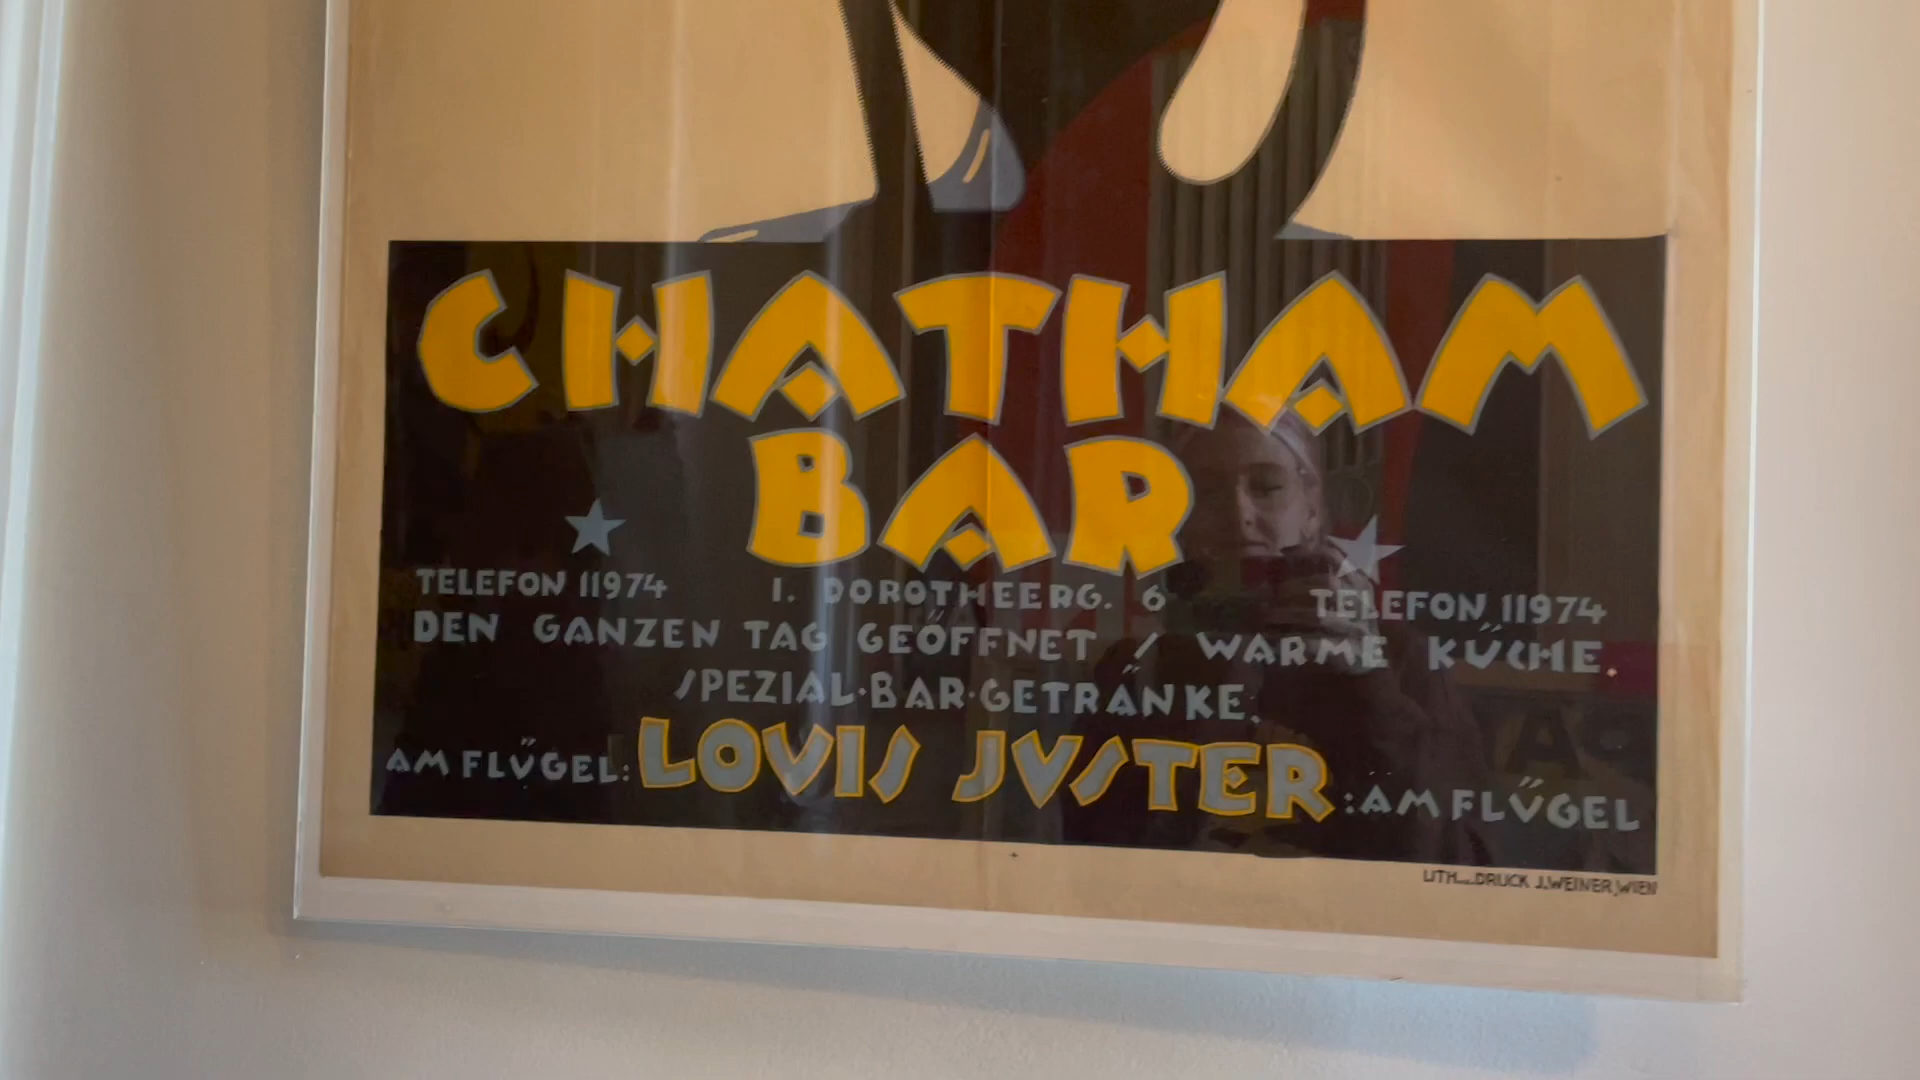 CHATHAM
BAR
TELEFON 11974 I. DOROTHEERG. 6 TELEFON 11974
DEN GANZEN TAG GEÖFFNET / WARME KÜCHE.
SPEZIAL·BAR·GETRÄNKE.
AM FLÜGEL: LOUIS JUSTER :AM FLÜGEL
LITH. DRUCK J.WEINER, WIEN